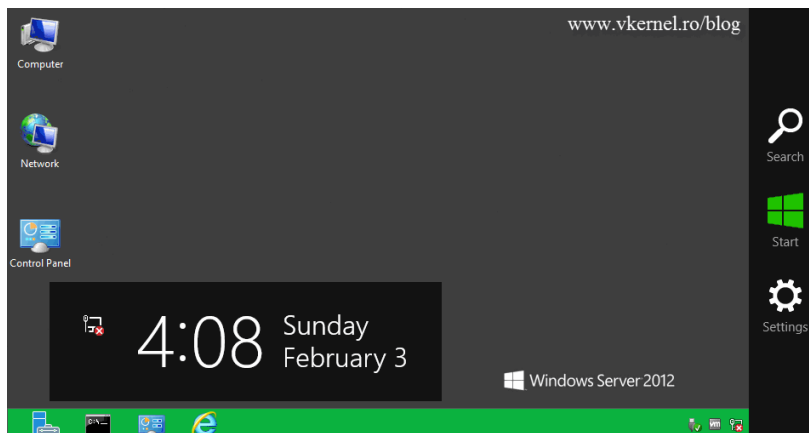 www.vkernel.ro/blog
Computer
Network
Control Panel
Search
Start
Settings
4:08
Sunday
February 3
Windows Server 2012
C:\_
vm